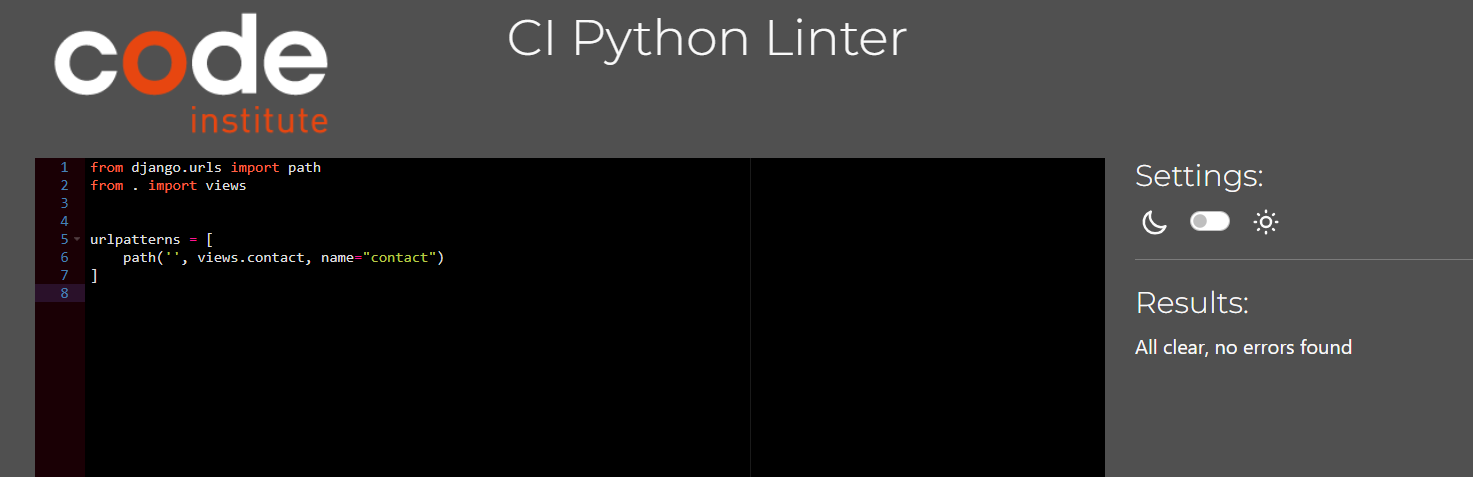 code
institute
CI Python Linter
1 from django.urls import path
2 from . import views
3
4
5 urlpatterns = [
6     path('', views.contact, name="contact")
7 ]
8
Settings:
Results:
All clear, no errors found